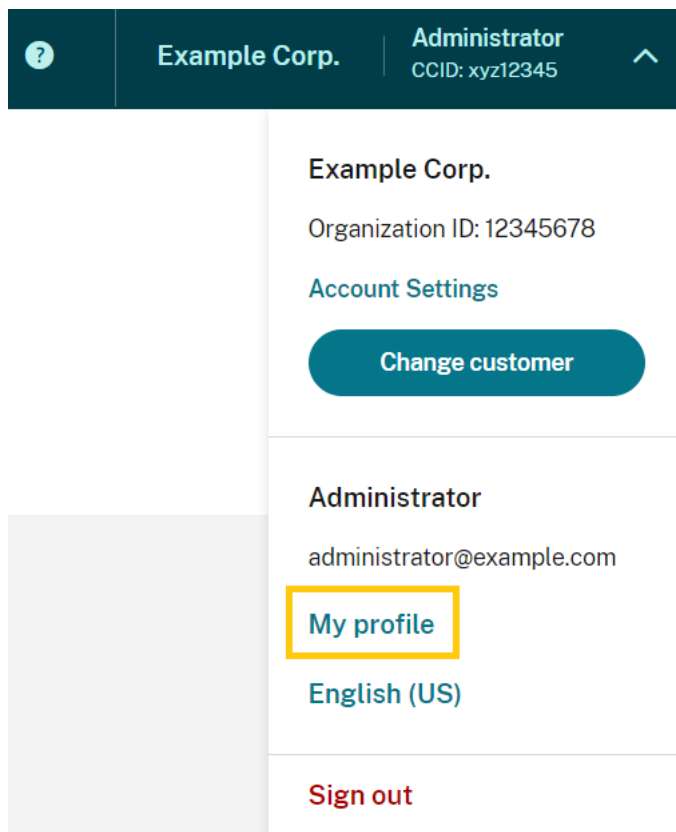 ?
Example Corp.
Administrator
CCID: xyz12345
Example Corp.
Organization ID: 12345678
Account Settings
Change customer
Administrator
administrator@example.com
My profile
English (US)
Sign out